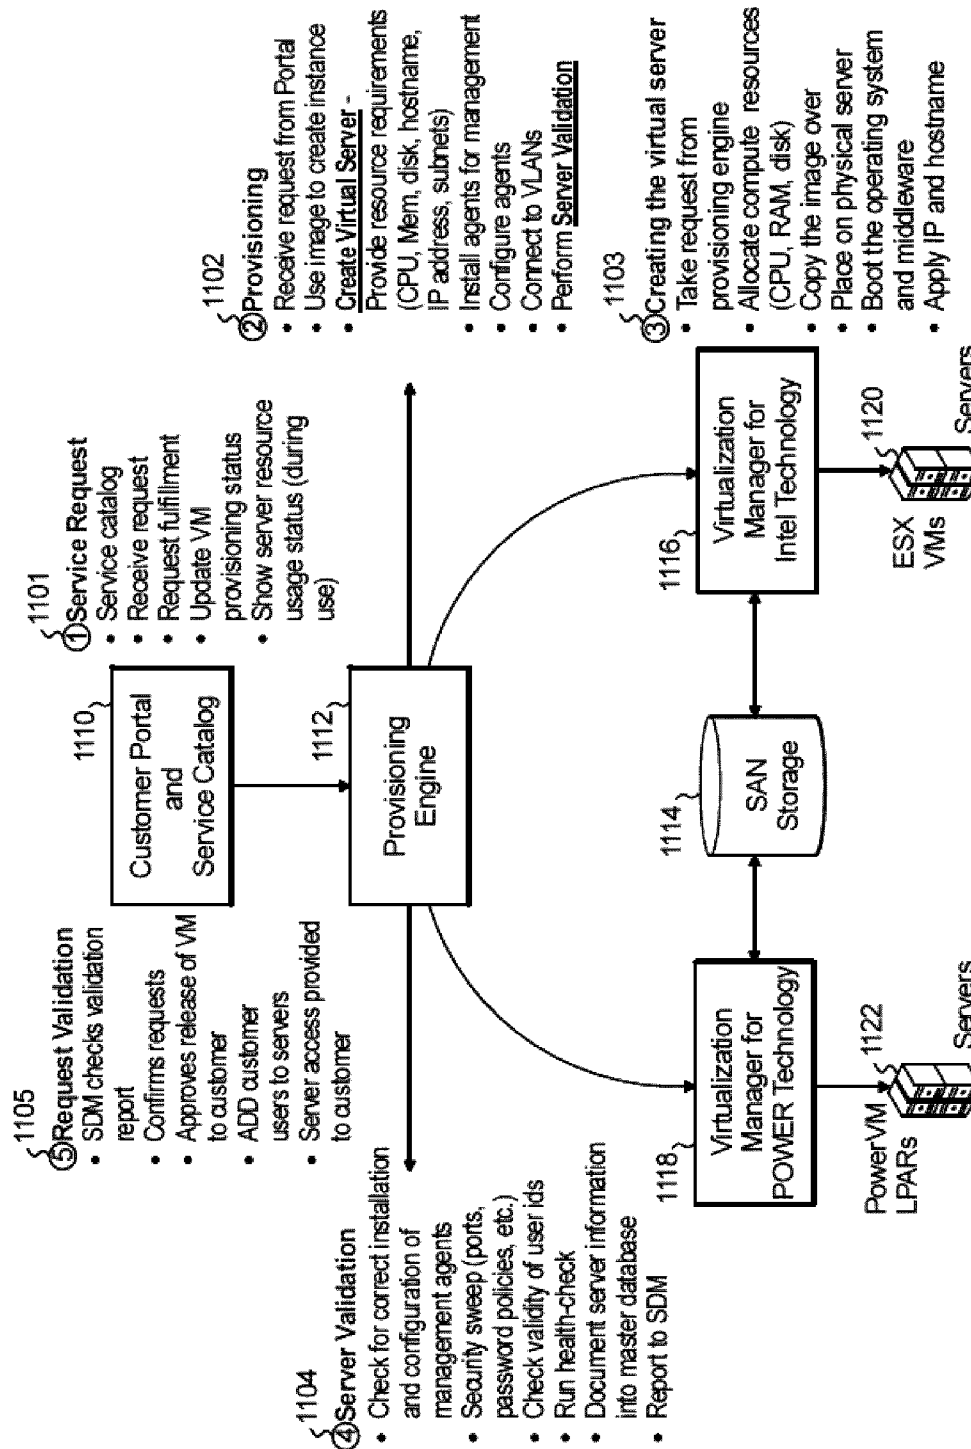 1105
⑤Request Validation
• SDM checks validation
report
• Confirms requests
• Approves release of VM
to customer
• ADD customer
users to servers
• Server access provided
to customer
1110
Customer Portal
and
Service Catalog
1101
①Service Request
• Service catalog
• Receive request
• Request fulfillment
• Update VM
provisioning status
• Show server resource
usage status (during
use)
1102
②Provisioning
• Receive request from Portal
• Use image to create instance
• Create Virtual Server -
Provide resource requirements
(CPU, Mem, disk, hostname,
IP address, subnets)
• Install agents for management
• Configure agents
• Connect to VLANs
• Perform Server Validation
1112
Provisioning
Engine
1104
④Server Validation
• Check for correct installation
and configuration of
management agents
• Security sweep (ports,
password policies, etc.)
• Check validity of user ids
• Run health-check
• Document server information
into master database
• Report to SDM
1118
Virtualization
Manager for
POWER Technology
1114
SAN
Storage
1116
Virtualization
Manager for
Intel Technology
1103
③Creating the virtual server
• Take request from
provisioning engine
• Allocate compute resources
(CPU, RAM, disk)
• Copy the image over
• Place on physical server
• Boot the operating system
and middleware
• Apply IP and hostname
PowerVM
LPARs
1122
Servers
ESX
VMs
1120
Servers